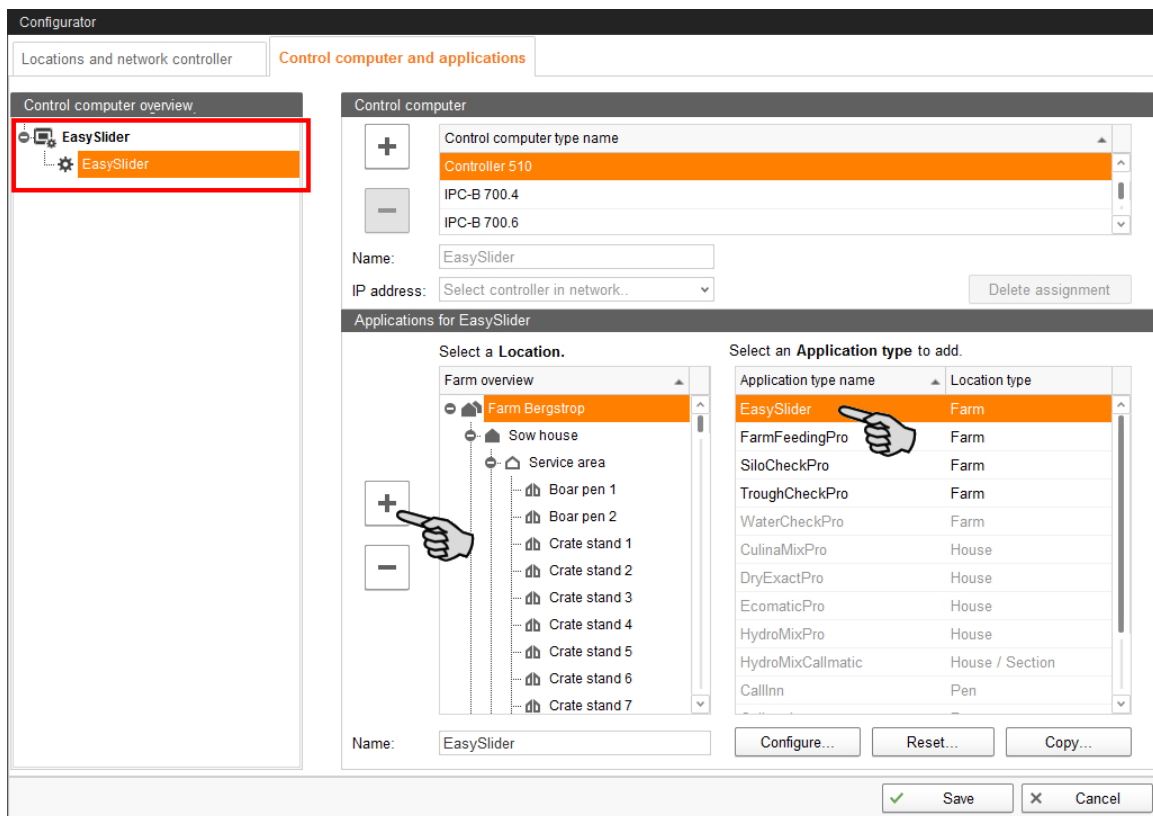 Configurator
Locations and network controller
Control computer and applications
Control computer overview
EasySlider
EasySlider
Control computer
Control computer type name
Controller 510
IPC-B 700.4
IPC-B 700.6
Name: EasySlider
IP address: Select controller in network.. Delete assignment
Applications for EasySlider
Select a Location.
Farm overview
Farm Bergstrop
Sow house
Service area
Boar pen 1
Boar pen 2
Crate stand 1
Crate stand 2
Crate stand 3
Crate stand 4
Crate stand 5
Crate stand 6
Crate stand 7
Select an Application type to add.
Application type name Location type
EasySlider Farm
FarmFeedingPro Farm
SiloCheckPro Farm
TroughCheckPro Farm
WaterCheckPro Farm
CulinaMixPro House
DryExactPro House
EcomaticPro House
HydroMixPro House
HydroMixCallmatic House / Section
CallInn Pen
Name: EasySlider
Configure... Reset... Copy...
Save Cancel